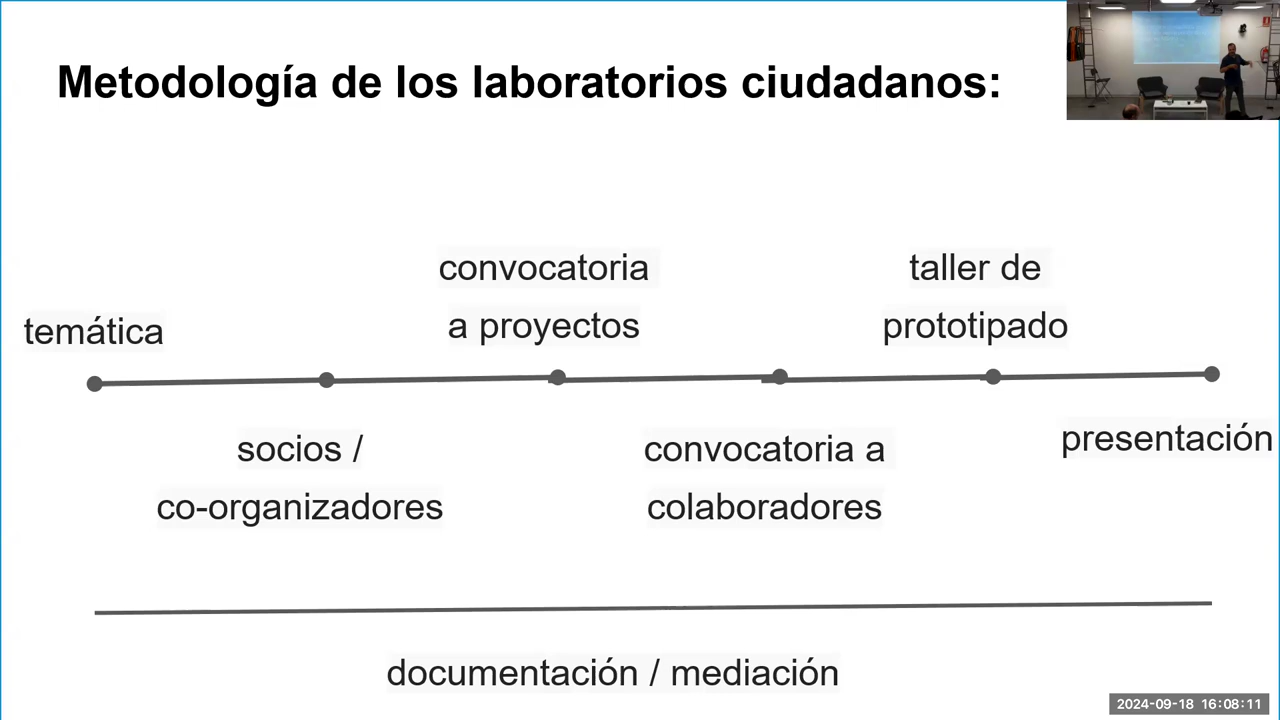 Metodología de los laboratorios ciudadanos:
temática
socios /
co-organizadores
convocatoria
a proyectos
convocatoria a
colaboradores
taller de
prototipado
presentación
documentación / mediación
2024-09-18 16:08:11